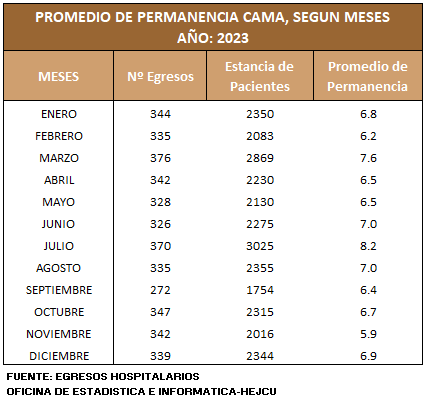 PROMEDIO DE PERMANENCIA CAMA, SEGUN MESES
AÑO: 2023
MESES Nº Egresos Estancia de Pacientes Promedio de Permanencia
ENERO 344 2350 6.8
FEBRERO 335 2083 6.2
MARZO 376 2869 7.6
ABRIL 342 2230 6.5
MAYO 328 2130 6.5
JUNIO 326 2275 7.0
JULIO 370 3025 8.2
AGOSTO 335 2355 7.0
SEPTIEMBRE 272 1754 6.4
OCTUBRE 347 2315 6.7
NOVIEMBRE 342 2016 5.9
DICIEMBRE 339 2344 6.9
FUENTE: EGRESOS HOSPITALARIOS
OFICINA DE ESTADISTICA E INFORMATICA-HEJCU